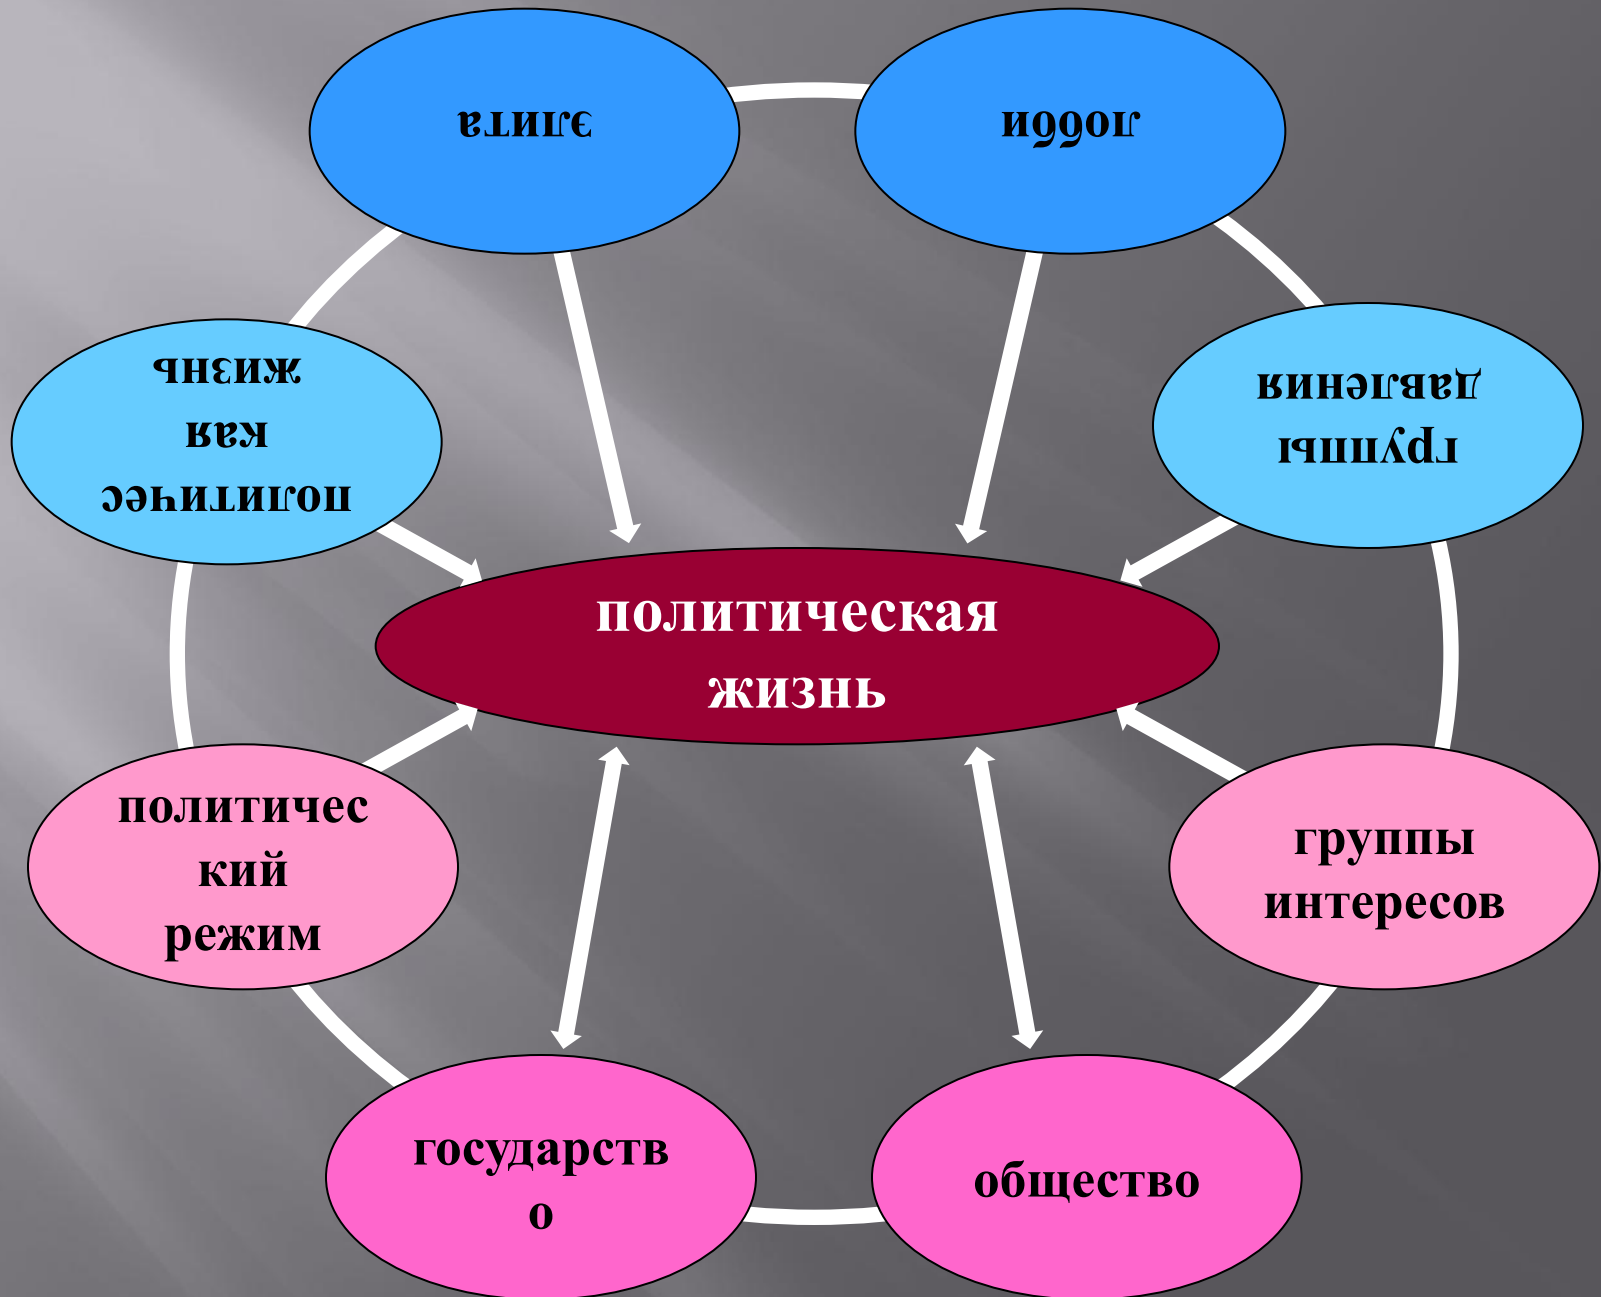 элита
лобби
политичес
кая
жизнь
группы
давления
политическая
жизнь
политичес
кий
режим
группы
интересов
государств
о
общество